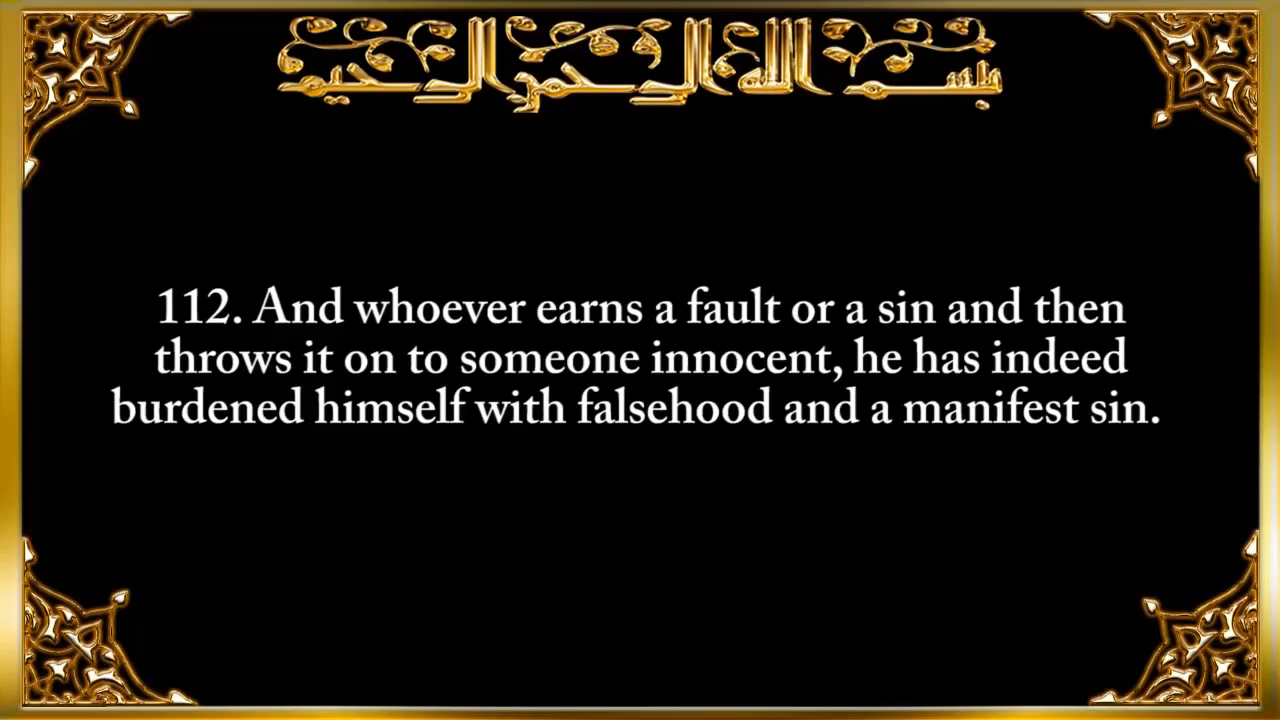 بسم الله الرحمن الرحيم
112. And whoever earns a fault or a sin and then
throws it on to someone innocent, he has indeed
burdened himself with falsehood and a manifest sin.